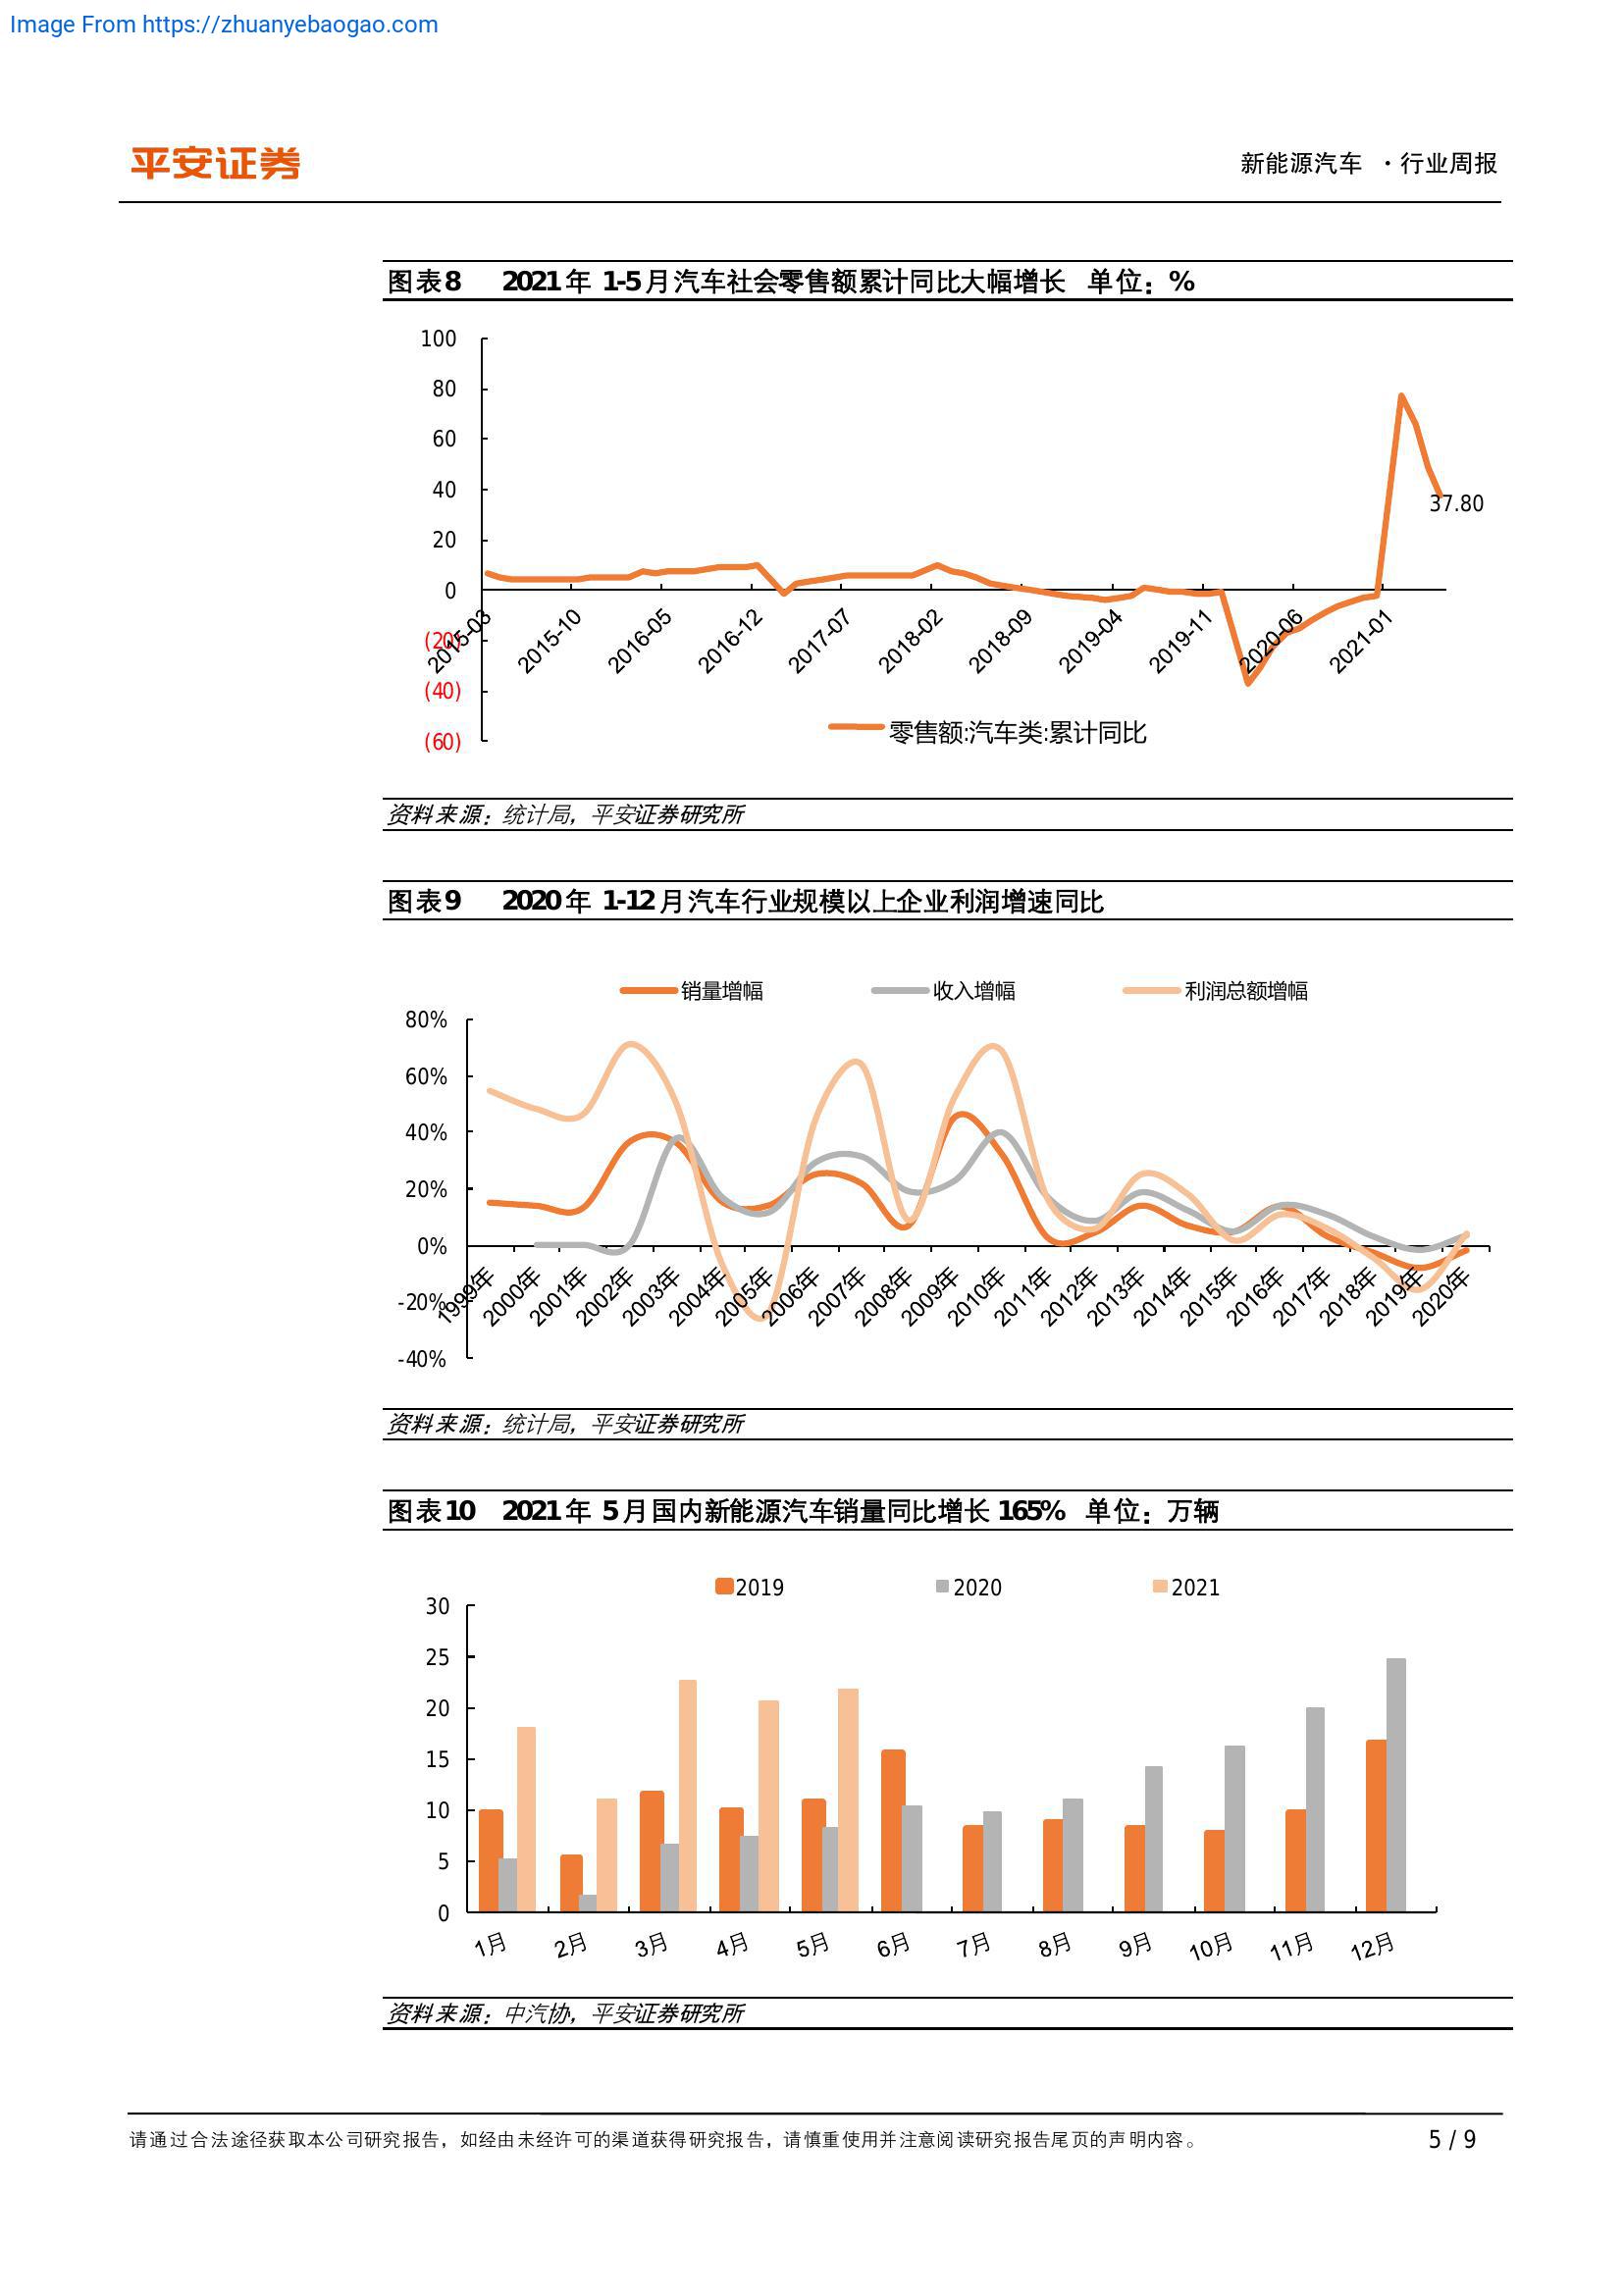 Image From https://zhuanyebaogao.com
平安证券
新能源汽车 ·行业周报
图表8 2021年 1-5月汽车社会零售额累计同比大幅增长 单位：%
100
80
60
40
20
0
(20)
(40)
(60)
37.80
2015-03 2015-10 2016-05 2016-12 2017-07 2018-02 2018-09 2019-04 2019-11 2020-06 2021-01
零售额:汽车类:累计同比
资料来源：统计局，平安证券研究所
图表9 2020年 1-12月汽车行业规模以上企业利润增速同比
销量增幅 收入增幅 利润总额增幅
80%
60%
40%
20%
0%
-20%
-40%
1999年 2000年 2001年 2002年 2003年 2004年 2005年 2006年 2007年 2008年 2009年 2010年 2011年 2012年 2013年 2014年 2015年 2016年 2017年 2018年 2019年 2020年
资料来源：统计局，平安证券研究所
图表10 2021年 5月国内新能源汽车销量同比增长165% 单位：万辆
2019 2020 2021
30
25
20
15
10
5
0
1月 2月 3月 4月 5月 6月 7月 8月 9月 10月 11月 12月
资料来源：中汽协，平安证券研究所
请通过合法途径获取本公司研究报告，如经由未经许可的渠道获得研究报告，请慎重使用并注意阅读研究报告尾页的声明内容。
5 / 9